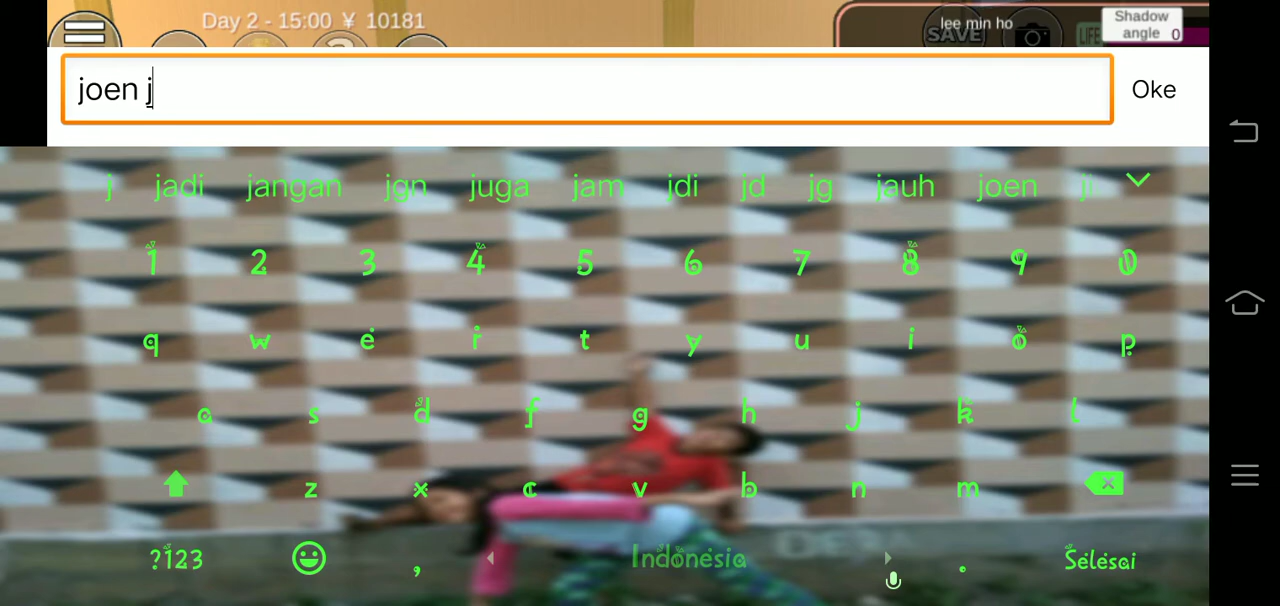 Day 2 - 15:00 ¥ 10181
lee min ho
SAVE
LIFE
Shadow
angle 0
joen j
Oke
j jadi jangan jgn juga jam jdi jd jg jauh joen
1 2 3 4 5 6 7 8 9 0
q w e r t y u i o p
a s d f g h j k l
z x c v b n m
?123 , Indonesia . Selesai